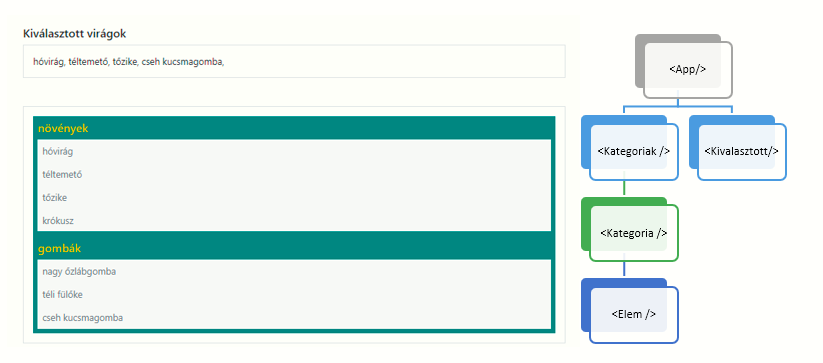 Kiválasztott virágok
hóvirág, téltemető, tőzike, cseh kucsmagomba,
növények
hóvirág
téltemető
tőzike
krókusz
gombák
nagy őzlábgomba
téli fülőke
cseh kucsmagomba
<App/>
<Kategoriak />
<Kivalasztott/>
<Kategoria />
<Elem />